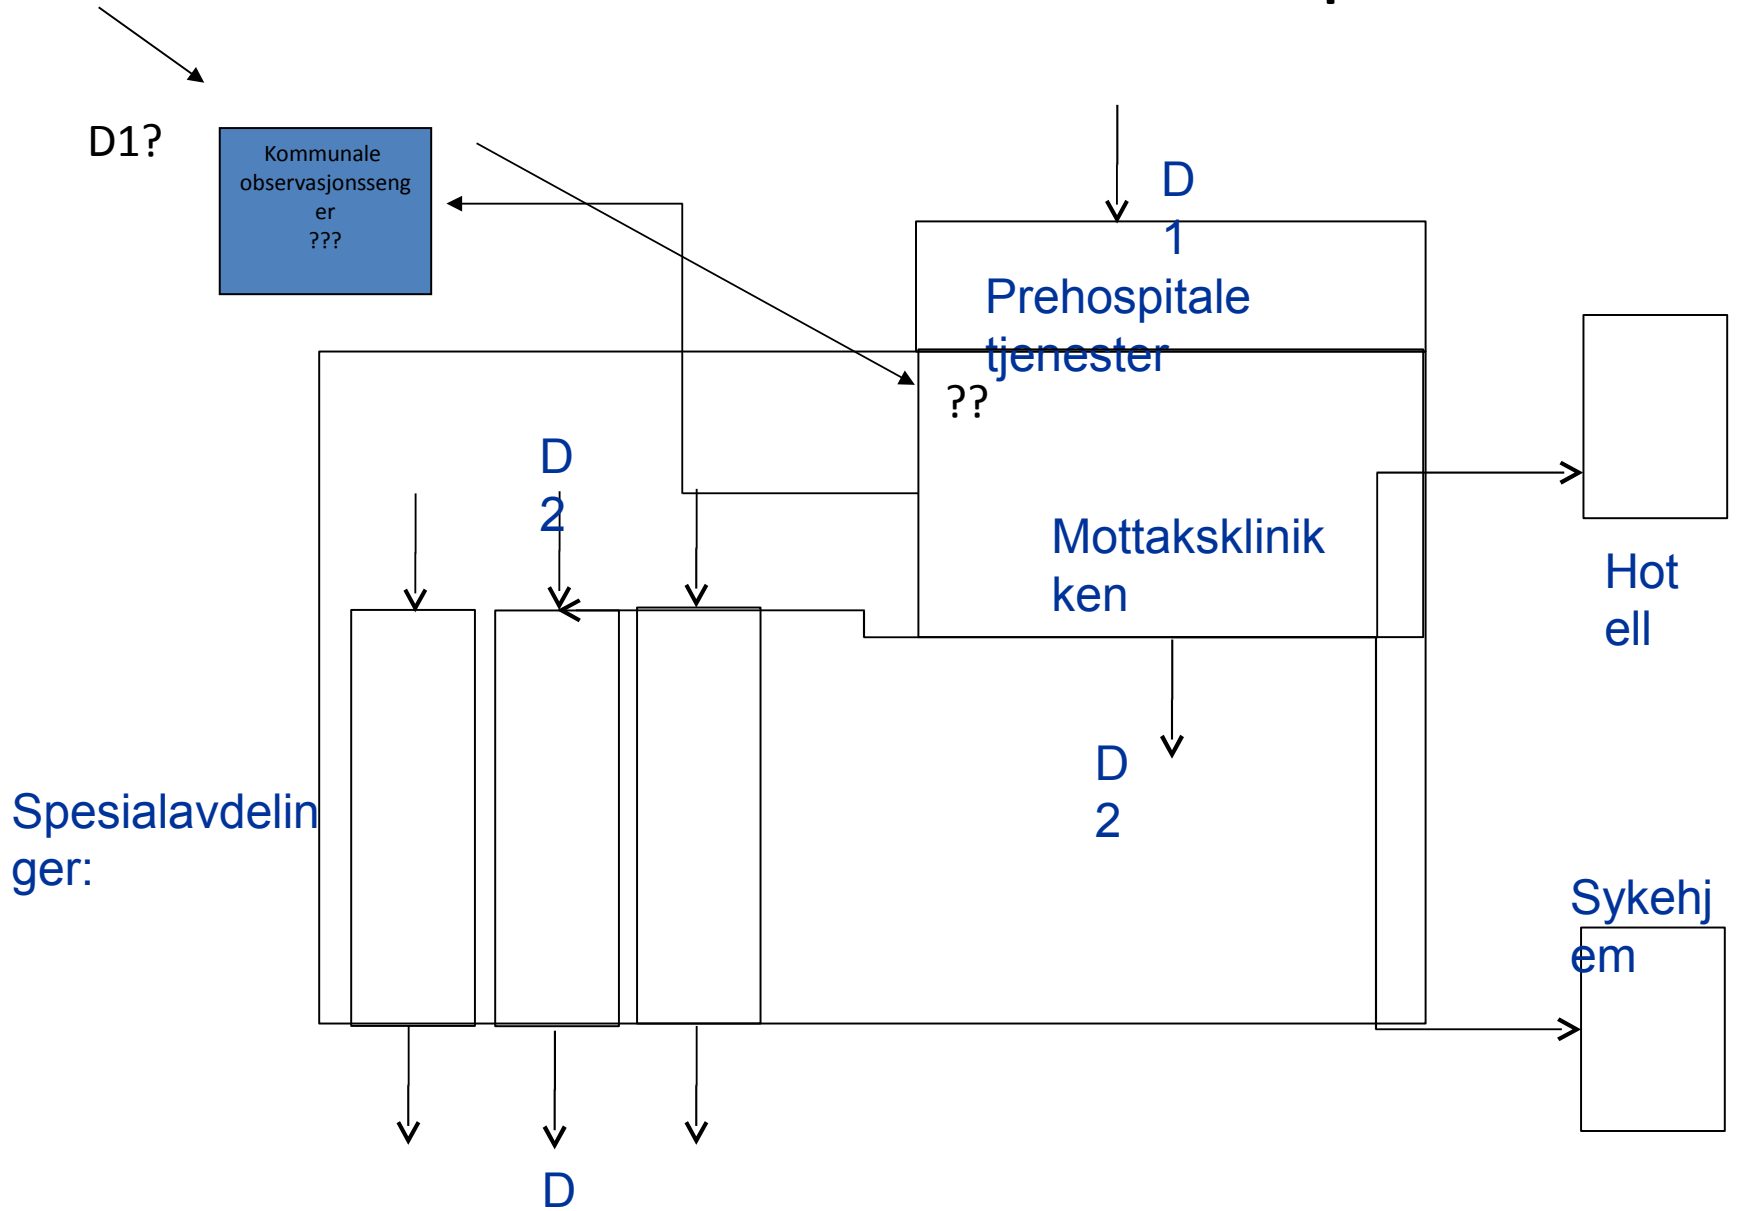 D1?
Kommunale
observasjonsseng
er
???
D
1
Prehospitale
tjenester
??
D
2
Mottaksklinik
ken
Hot
ell
D
2
Spesialavdelin
ger:
Sykehj
em
D